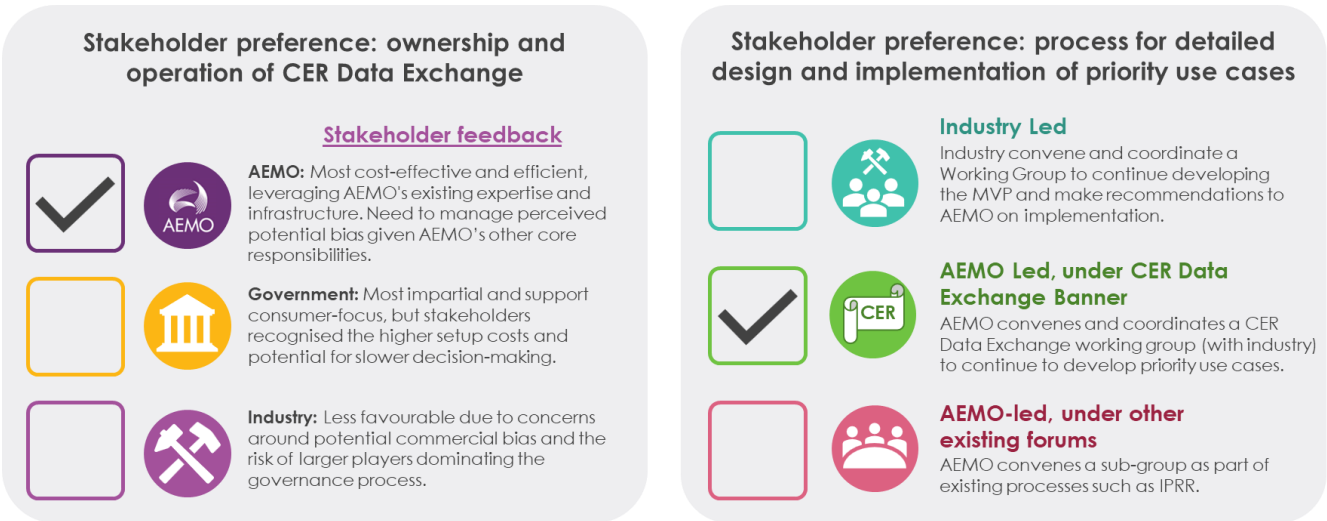 Stakeholder preference: ownership and
operation of CER Data Exchange
Stakeholder feedback
AEMO
AEMO: Most cost-effective and efficient,
leveraging AEMO's existing expertise and
infrastructure. Need to manage perceived
potential bias given AEMO’s other core
responsibilities.
Government: Most impartial and support
consumer-focus, but stakeholders
recognised the higher setup costs and
potential for slower decision-making.
Industry: Less favourable due to concerns
around potential commercial bias and the
risk of larger players dominating the
governance process.
Stakeholder preference: process for detailed
design and implementation of priority use cases
Industry Led
Industry convene and coordinate a
Working Group to continue developing
the MVP and make recommendations to
AEMO on implementation.
CER
AEMO Led, under CER Data
Exchange Banner
AEMO convenes and coordinates a CER
Data Exchange working group (with industry)
to continue to develop priority use cases.
AEMO-led, under other
existing forums
AEMO convenes a sub-group as part of
existing processes such as IPRR.